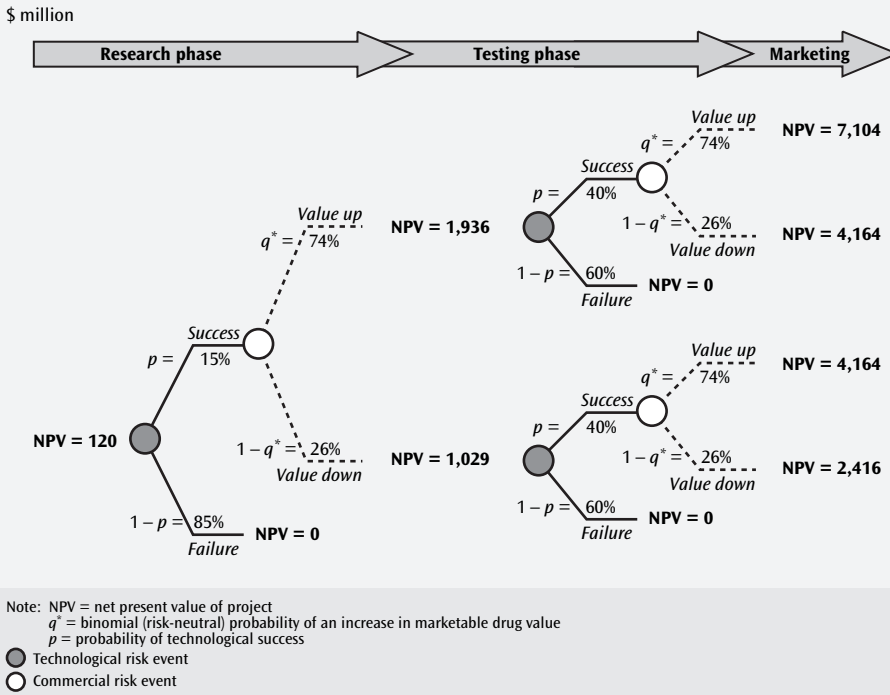 $ million
Research phase
Testing phase
Marketing
Value up
NPV = 7,104
q* =
74%
Success
p =
40%
Value up
1 – q* =
26%
NPV = 4,164
NPV = 1,936
Value down
q* =
74%
1 – p =
60%
NPV = 0
Failure
Success
p =
15%
Value up
NPV = 4,164
q* =
74%
Success
p =
40%
NPV = 120
1 – q* =
26%
NPV = 1,029
1 – q* =
26%
NPV = 2,416
Value down
Value down
1 – p =
60%
NPV = 0
1 – p =
85%
NPV = 0
Failure
Failure
Note: NPV = net present value of project
q* = binomial (risk-neutral) probability of an increase in marketable drug value
p = probability of technological success
Technological risk event
Commercial risk event